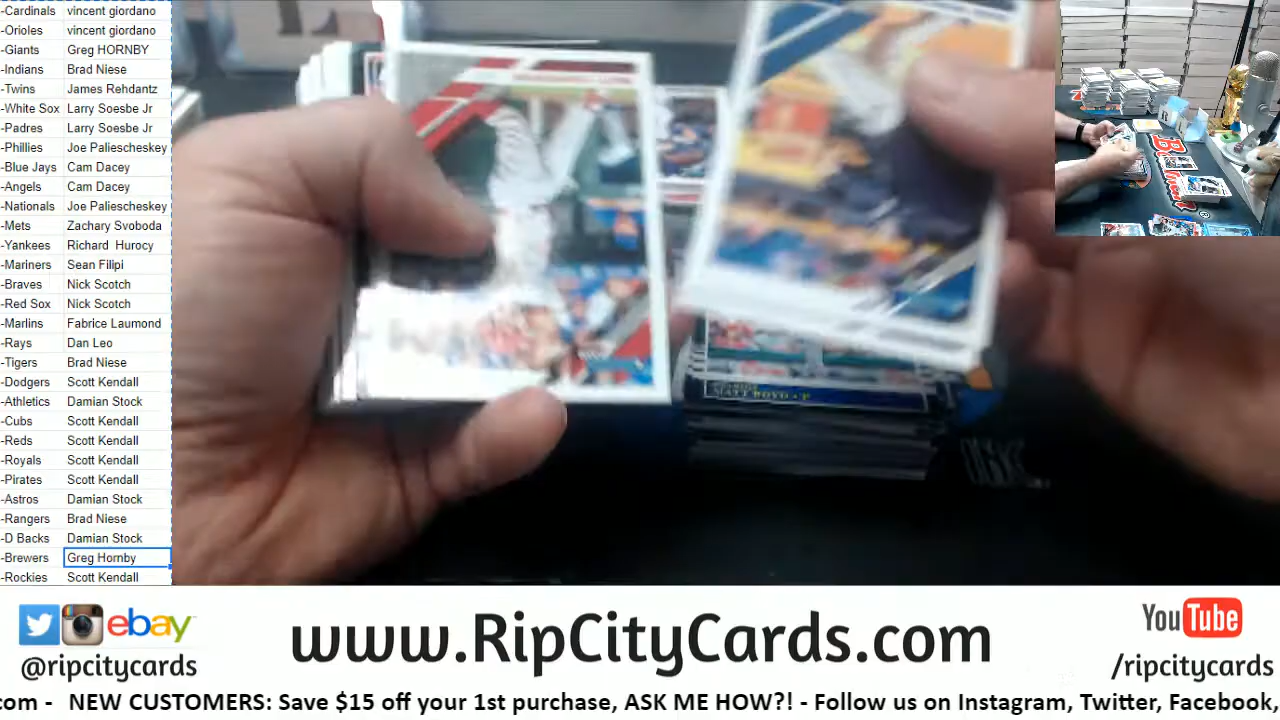 -Cardinals vincent giordano
-Orioles vincent giordano
-Giants Greg HORNBY
-Indians Brad Niese
-Twins James Rehdantz
-White Sox Larry Soesbe Jr
-Padres Larry Soesbe Jr
-Phillies Joe Paliescheskey
-Blue Jays Cam Dacey
-Angels Cam Dacey
-Nationals Joe Paliescheskey
-Mets Zachary Svoboda
-Yankees Richard Hurocy
-Mariners Sean Filipi
-Braves Nick Scotch
-Red Sox Nick Scotch
-Marlins Fabrice Laumond
-Rays Dan Leo
-Tigers Brad Niese
-Dodgers Scott Kendall
-Athletics Damian Stock
-Cubs Scott Kendall
-Reds Scott Kendall
-Royals Scott Kendall
-Pirates Scott Kendall
-Astros Damian Stock
-Rangers Brad Niese
-D Backs Damian Stock
-Brewers Greg Hornby
-Rockies Scott Kendall
MATT BOYD • P
ebay
@ripcitycards
www.RipCityCards.com
YouTube
/ripcitycards
com - NEW CUSTOMERS: Save $15 off your 1st purchase, ASK ME HOW?! - Follow us on Instagram, Twitter, Facebook,